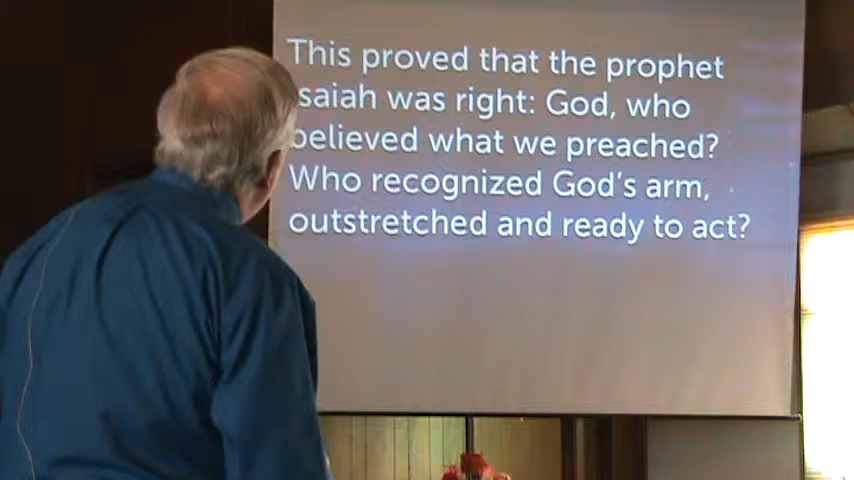 This proved that the prophet
saiah was right: God, who
believed what we preached?
Who recognized God's arm,
outstretched and ready to act?